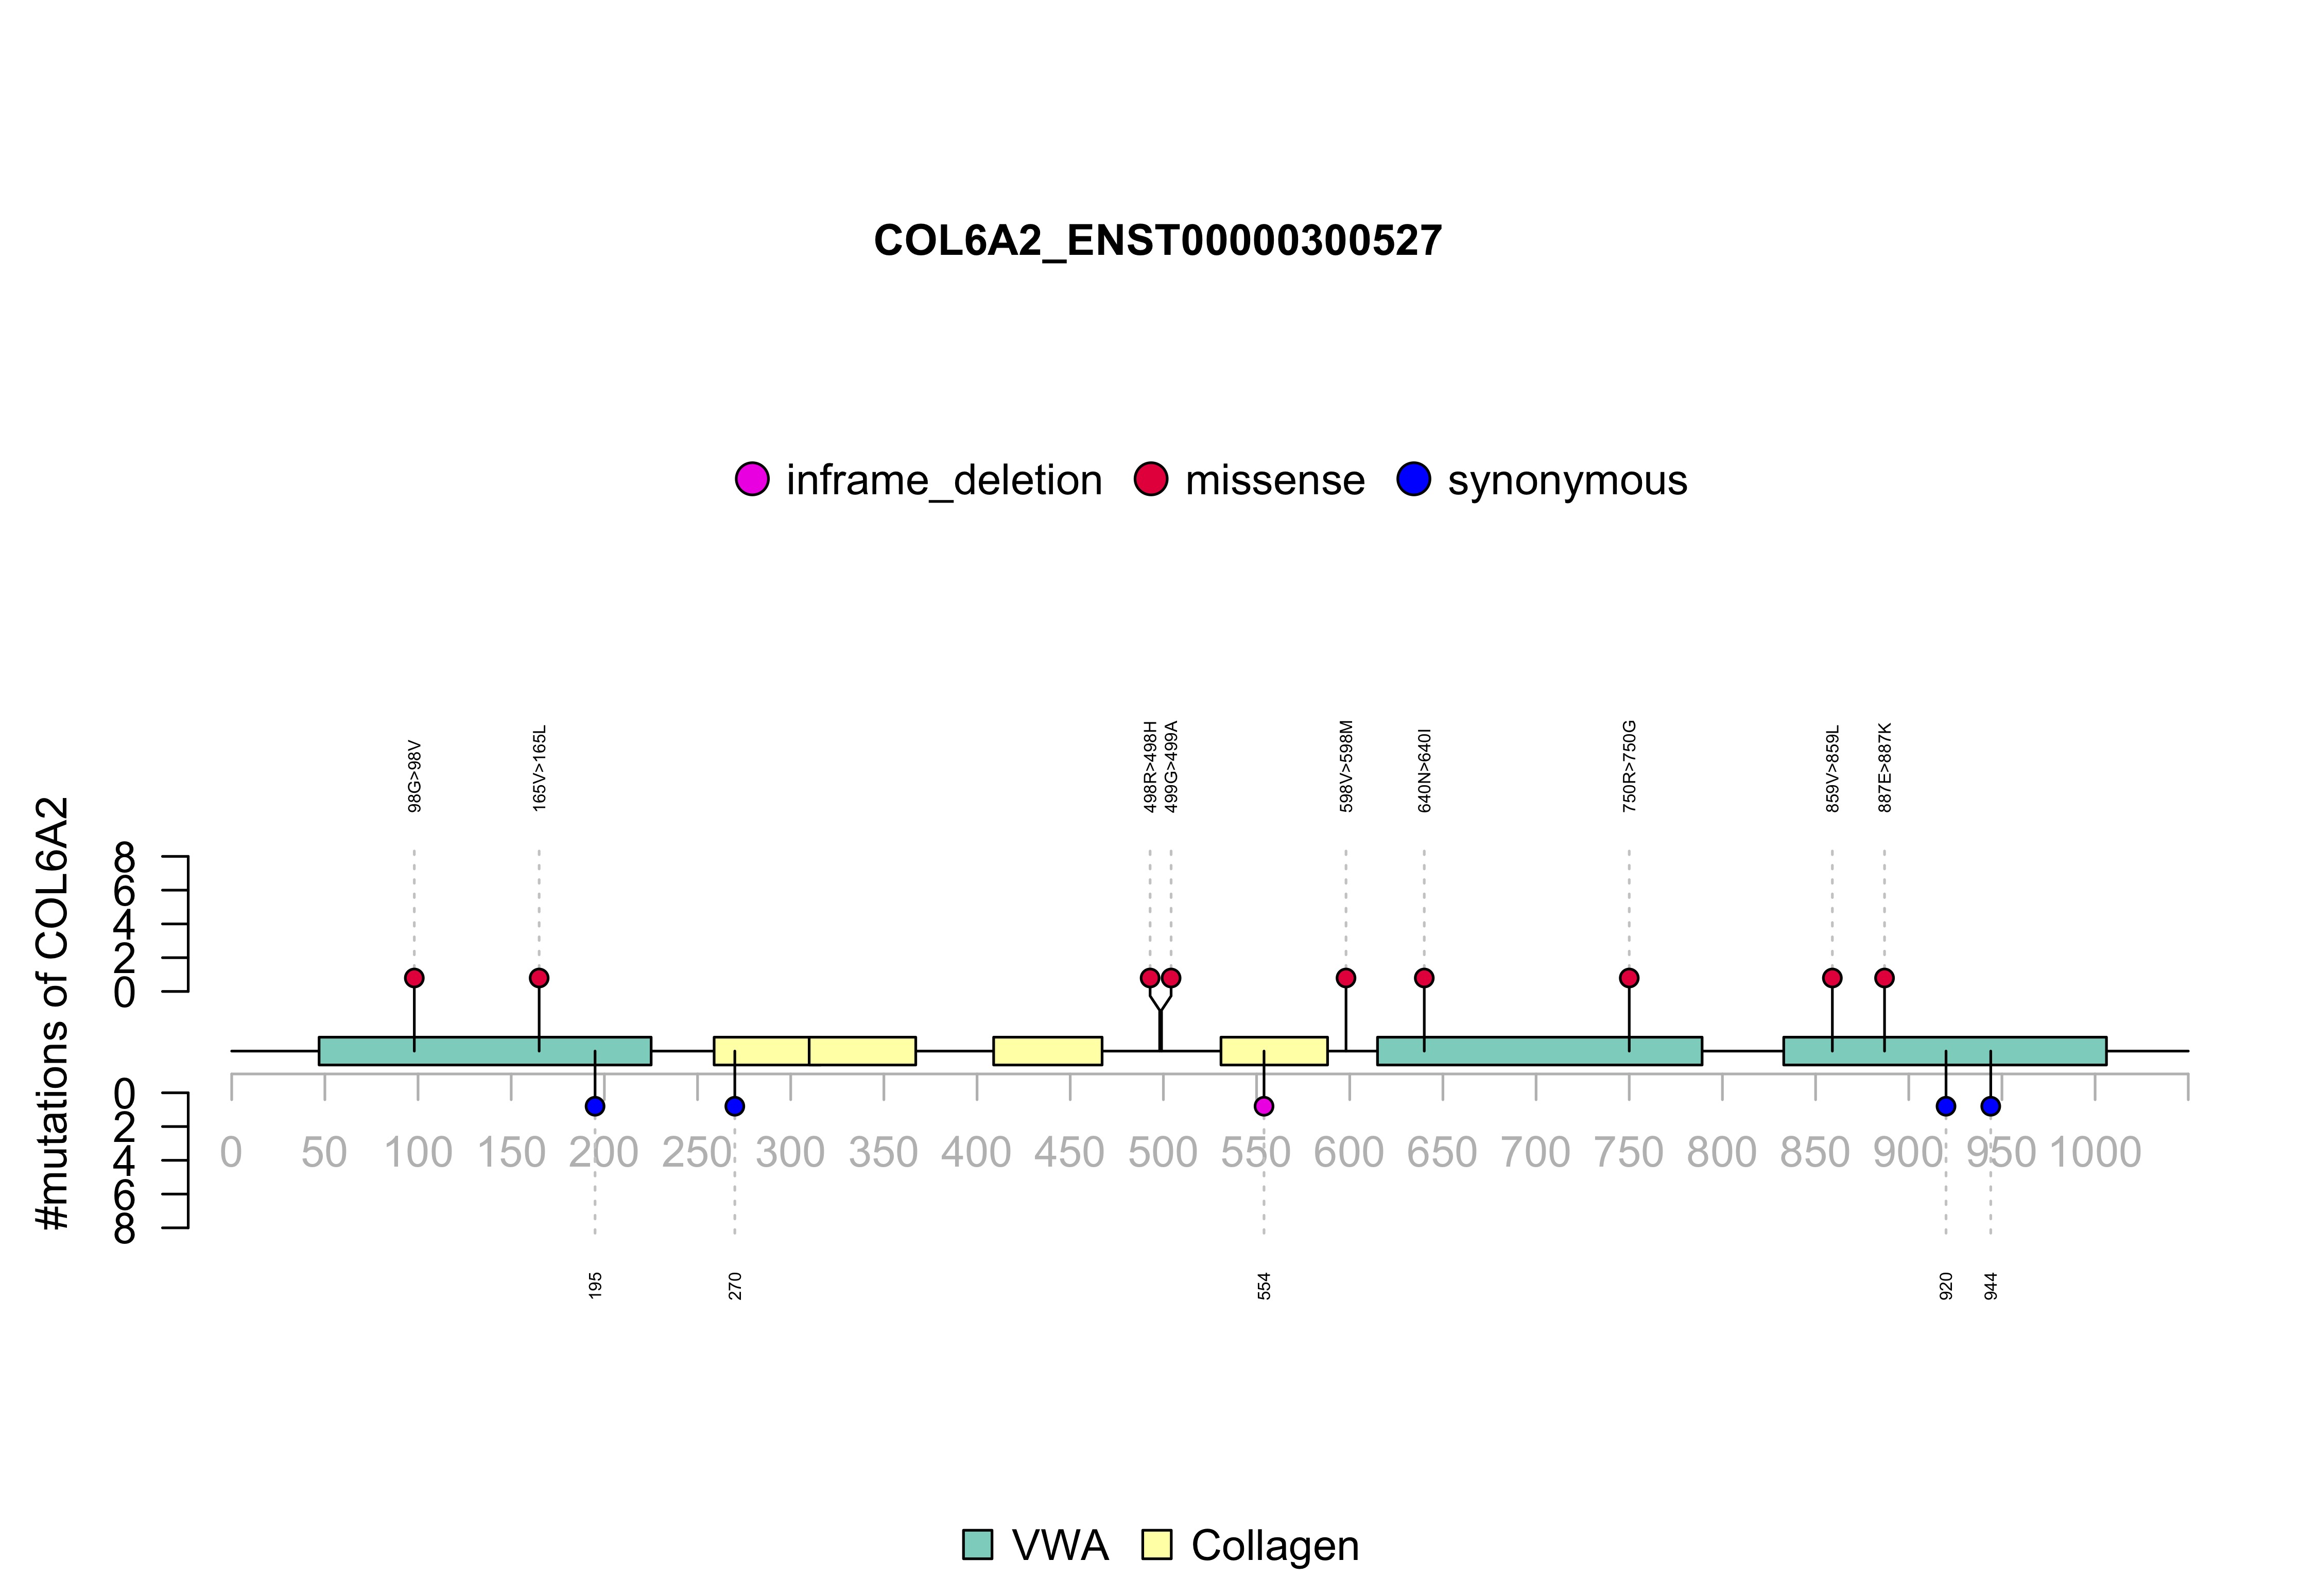 COL6A2_ENST00000300527
inframe_deletion missense synonymous
98G>98V
165V>165L
498R>498H
499G>499A
598V>598M
640N>640I
750R>750G
859V>859L
887E>887K
#mutations of COL6A2
8
6
4
2
0
0
2
4
6
8
0 50 100 150 200 250 300 350 400 450 500 550 600 650 700 750 800 850 900 950 1000
195
270
554
920
944
VWA Collagen